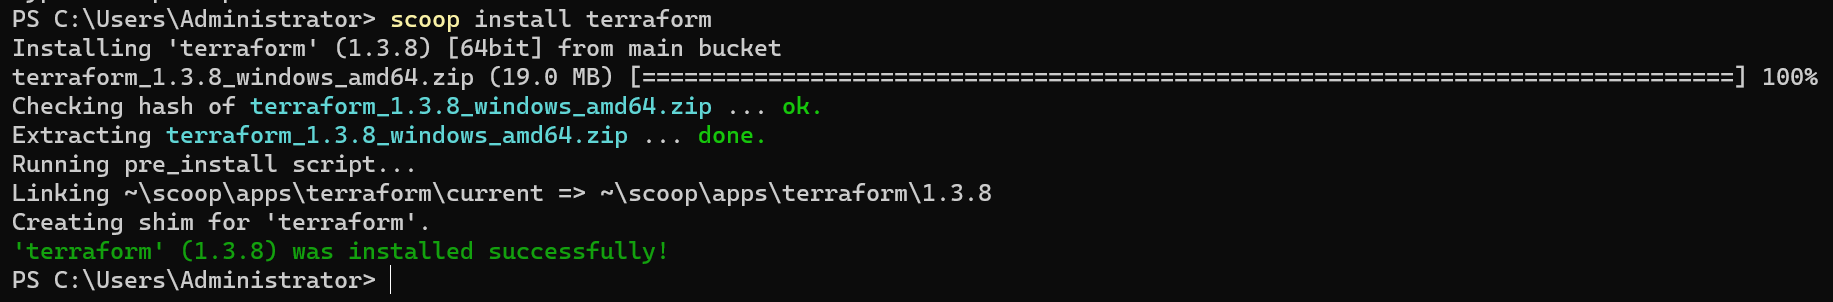 PS C:\Users\Administrator> scoop install terraform
Installing 'terraform' (1.3.8) [64bit] from main bucket
terraform_1.3.8_windows_amd64.zip (19.0 MB) [==============================================================================] 100%
Checking hash of terraform_1.3.8_windows_amd64.zip ... ok.
Extracting terraform_1.3.8_windows_amd64.zip ... done.
Running pre_install script...
Linking ~\scoop\apps\terraform\current => ~\scoop\apps\terraform\1.3.8
Creating shim for 'terraform'.
'terraform' (1.3.8) was installed successfully!
PS C:\Users\Administrator>